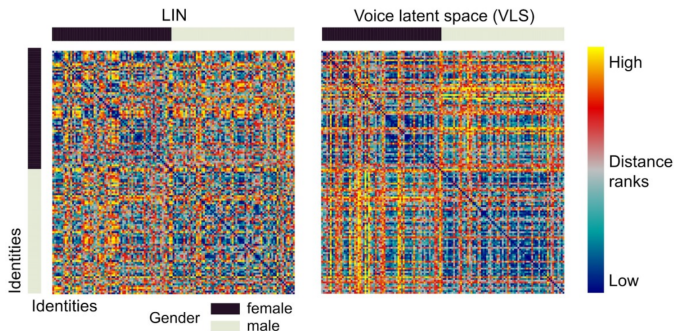 LIN
Voice latent space (VLS)
High
Distance
ranks
Low
Identities
Identities
Gender
female
male